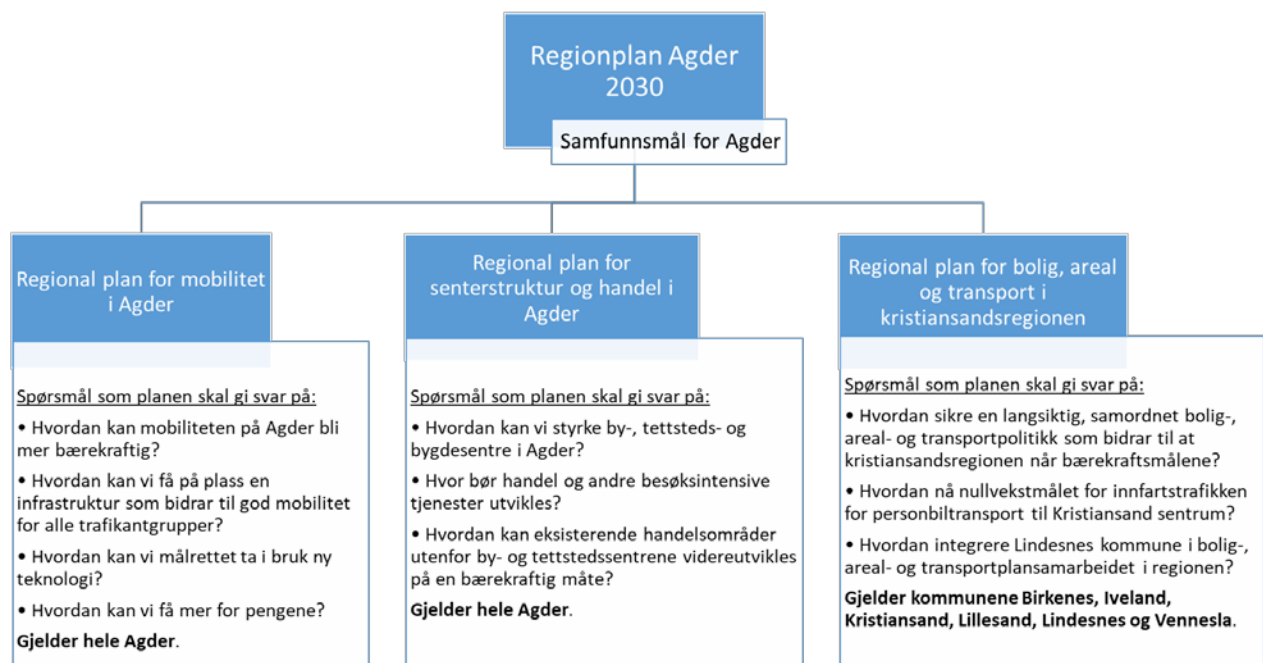 Regionplan Agder
2030
Samfunnsmål for Agder
Regional plan for mobilitet
i Agder
Spørsmål som planen skal gi svar på:
• Hvordan kan mobiliteten på Agder bli
mer bærekraftig?
• Hvordan kan vi få på plass en
infrastruktur som bidrar til god mobilitet
for alle trafikantgrupper?
• Hvordan kan vi målrettet ta i bruk ny
teknologi?
• Hvordan kan vi få mer for pengene?
Gjelder hele Agder.
Regional plan for
senterstruktur og handel i
Agder
Spørsmål som planen skal gi svar på:
• Hvordan kan vi styrke by-, tettsteds- og
bygdesentre i Agder?
• Hvor bør handel og andre besøksintensive
tjenester utvikles?
• Hvordan kan eksisterende handelsområder
utenfor by- og tettstedssentrene videreutvikles
på en bærekraftig måte?
Gjelder hele Agder.
Regional plan for bolig, areal
og transport i
kristiansandsregionen
Spørsmål som planen skal gi svar på:
• Hvordan sikre en langsiktig, samordnet bolig-,
areal- og transportpolitikk som bidrar til at
kristiansandsregionen når bærekraftsmålene?
• Hvordan nå nullvekstmålet for innfartstrafikken
for personbiltransport til Kristiansand sentrum?
• Hvordan integrere Lindesnes kommune i bolig-,
areal- og transportplansamarbeidet i regionen?
Gjelder kommunene Birkenes, Iveland,
Kristiansand, Lillesand, Lindesnes og Vennesla.